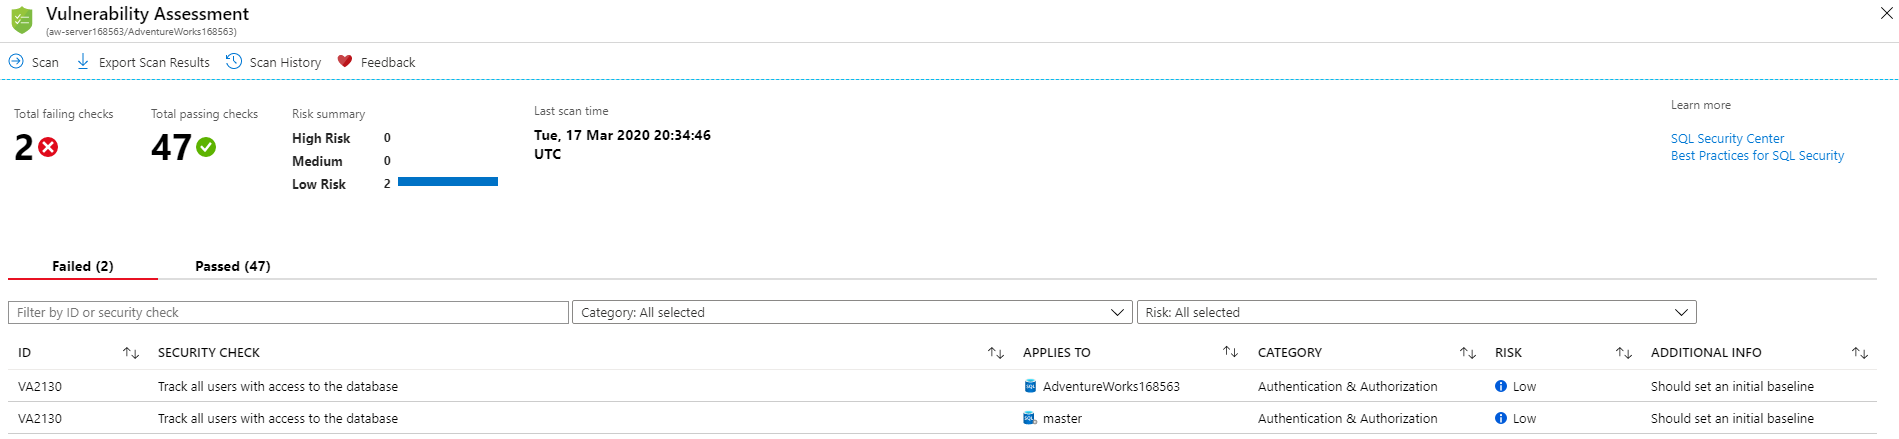 Vulnerability Assessment
(aw-server168563/AdventureWorks168563)
Scan Export Scan Results Scan History Feedback
Total failing checks
2
Total passing checks
47
Risk summary
High Risk 0
Medium 0
Low Risk 2
Last scan time
Tue, 17 Mar 2020 20:34:46
UTC
Learn more
SQL Security Center
Best Practices for SQL Security
Failed (2) Passed (47)
Filter by ID or security check Category: All selected Risk: All selected
ID SECURITY CHECK APPLIES TO CATEGORY RISK ADDITIONAL INFO
VA2130 Track all users with access to the database SQL AdventureWorks168563 Authentication & Authorization Low Should set an initial baseline
VA2130 Track all users with access to the database SQL master Authentication & Authorization Low Should set an initial baseline